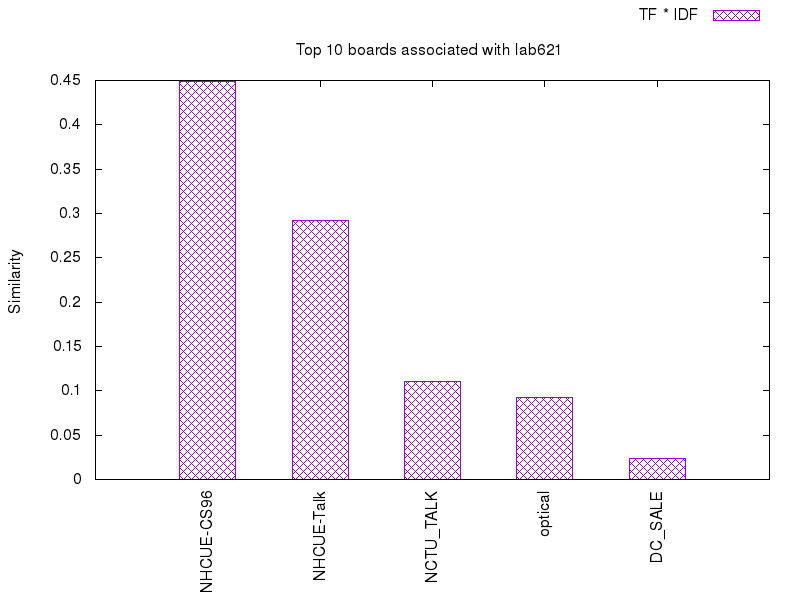 TF * IDF
Top 10 boards associated with lab621
0.45
0.4
0.35
0.3
0.25
0.2
0.15
0.1
0.05
0
Similarity
NHCUE-CS96
NHCUE-Talk
NCTU_TALK
optical
DC_SALE